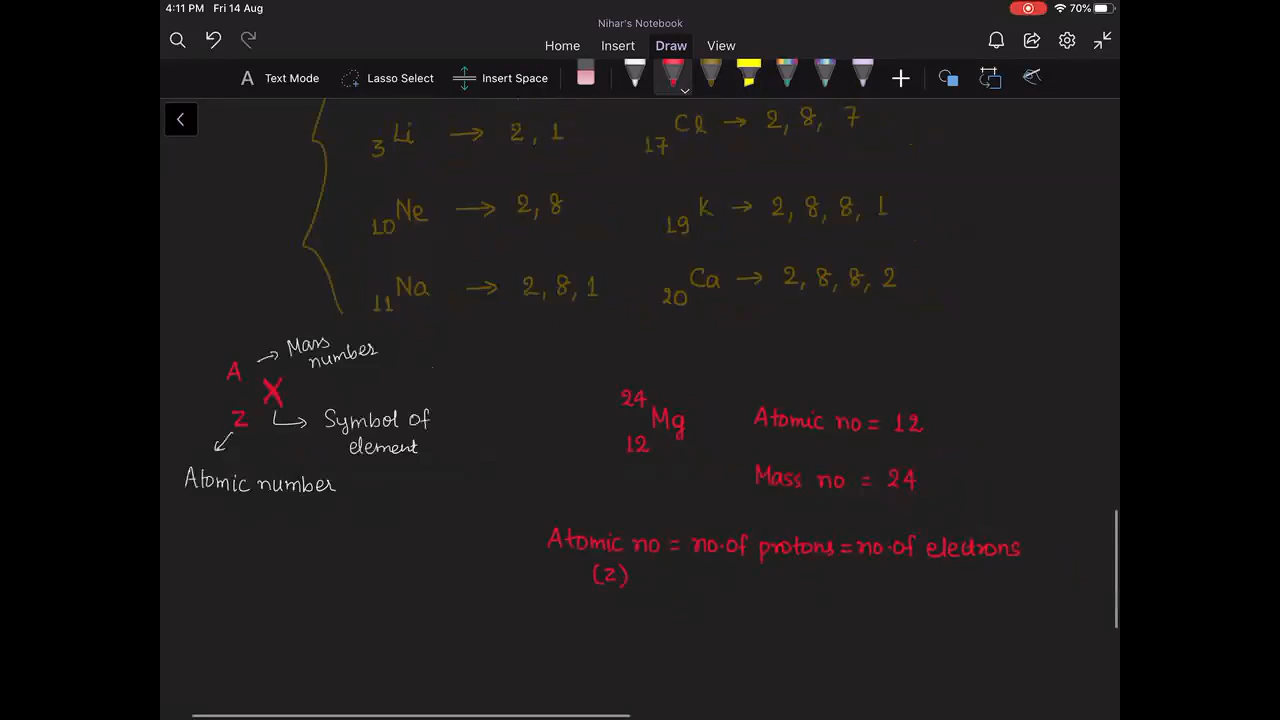 4:11 PM Fri 14 Aug
70%
Nihar's Notebook
Home Insert Draw View
A Text Mode Lasso Select Insert Space
3Li → 2, 1
17Cl → 2, 8, 7
10Ne → 2, 8
19K → 2, 8, 8, 1
11Na → 2, 8, 1
20Ca → 2, 8, 8, 2
A → Mass
number
X
Z
Symbol of
element
Atomic number
24
Mg
12
Atomic no = 12
Mass no = 24
Atomic no = no.of protons = no.of electrons
(Z)